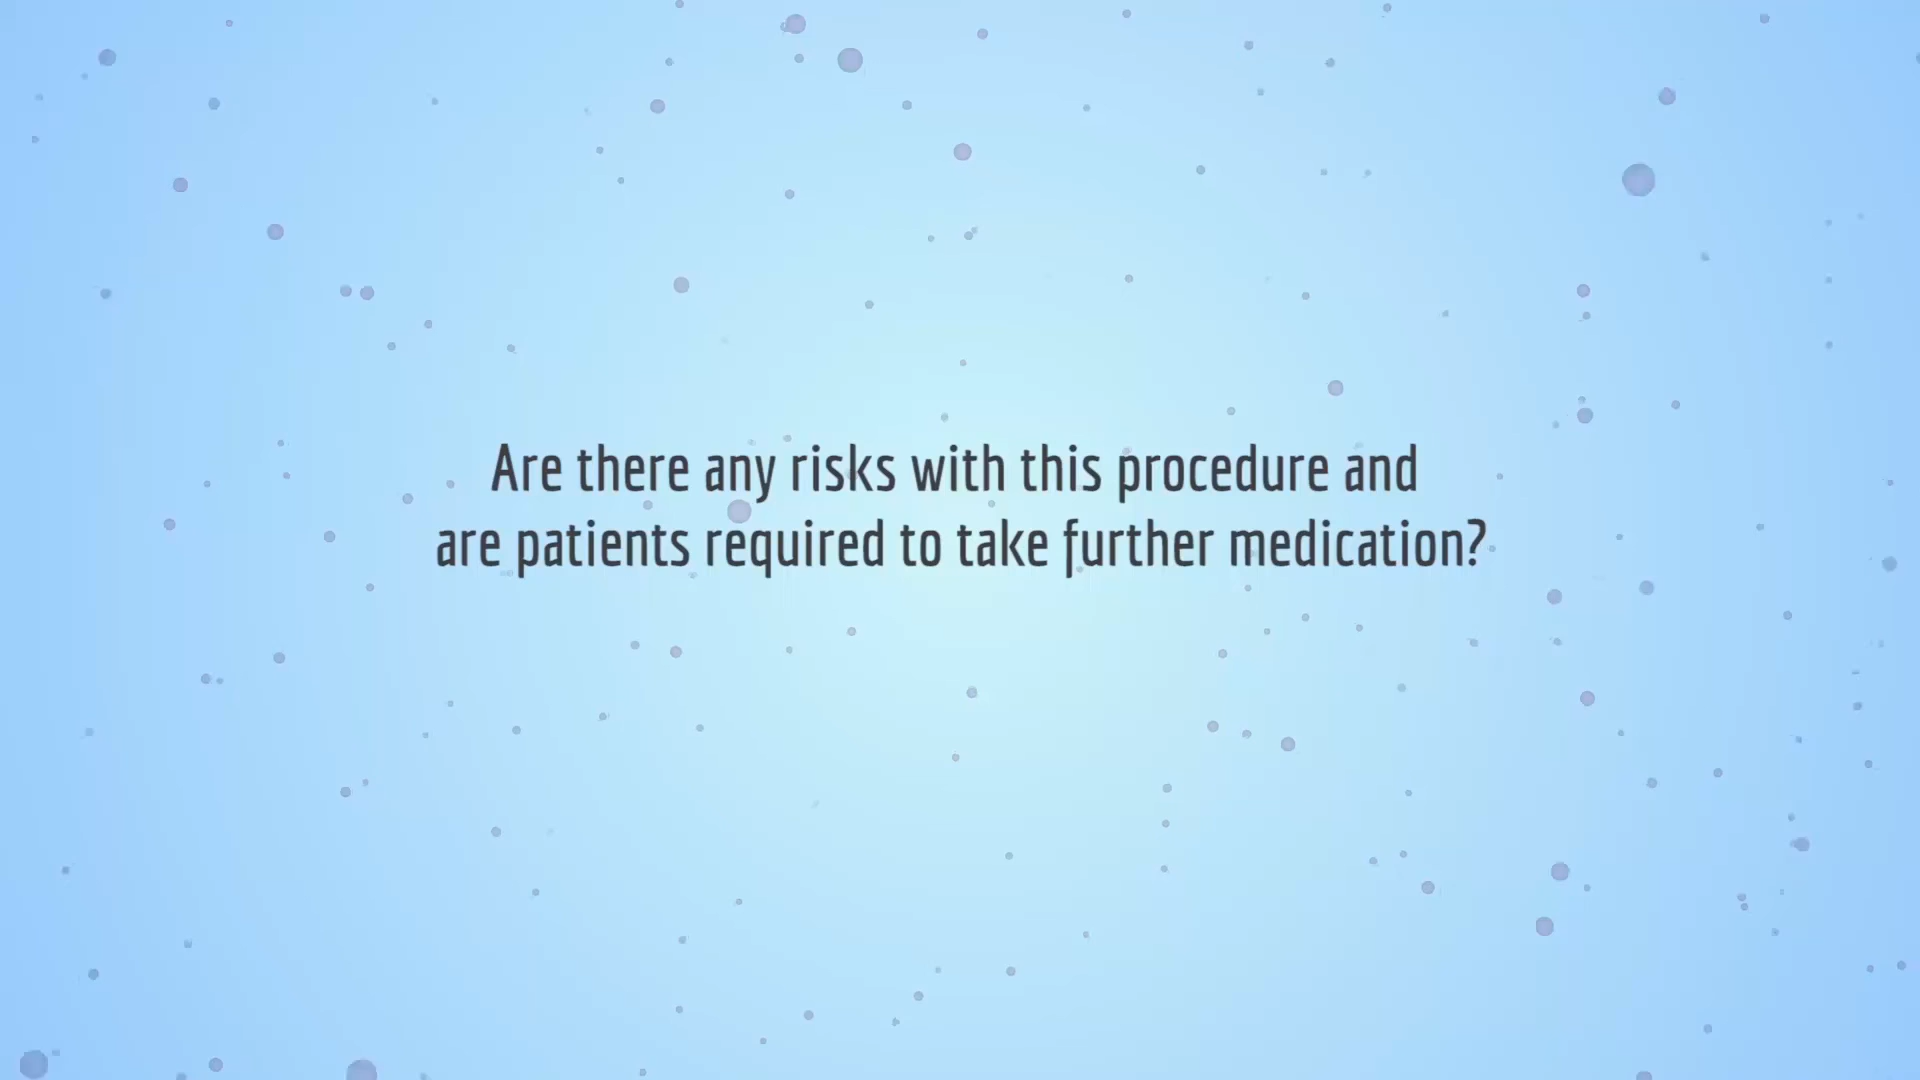 Are there any risks with this procedure and
are patients required to take further medication?